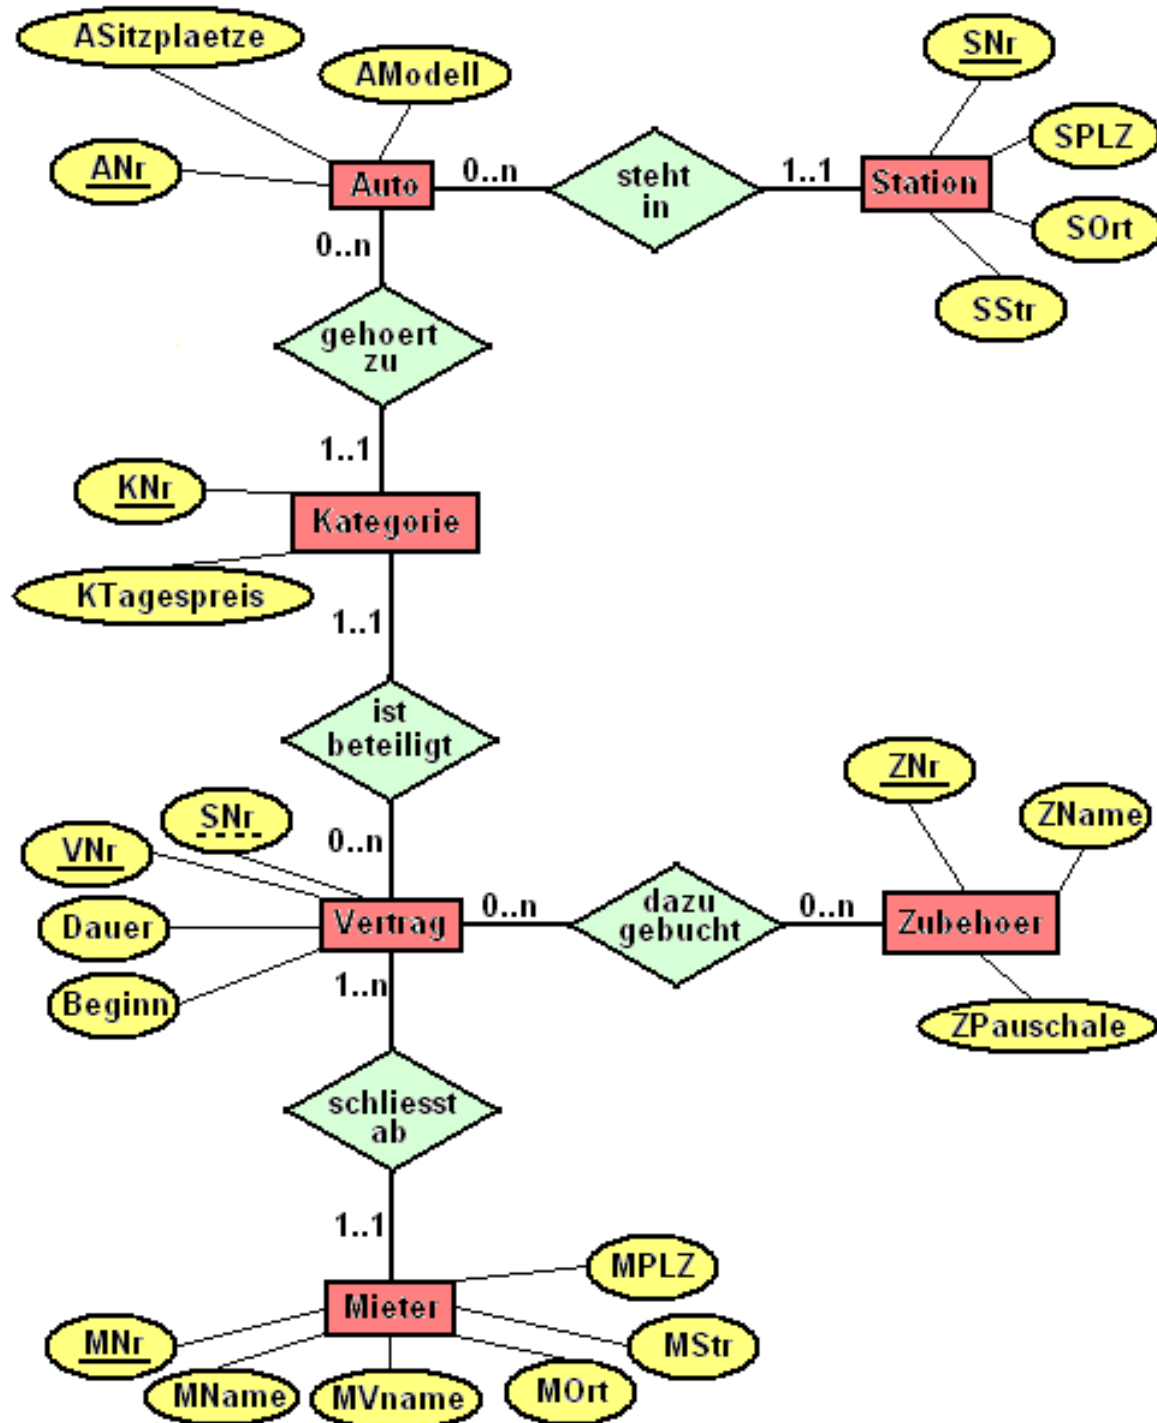 ASitzplaetze
AModell
SNr
SPLZ
ANr
Auto
0..n
steht
in
1..1
Station
SOrt
SStr
0..n
gehoert
zu
1..1
KNr
Kategorie
KTagespreis
1..1
ist
beteiligt
ZNr
ZName
SNr
VNr
0..n
Dauer
Vertrag
0..n
dazu
gebucht
0..n
Zubehoer
Beginn
1..n
ZPauschale
schliesst
ab
1..1
MPLZ
Mieter
MNr
MStr
MName
MVname
MOrt